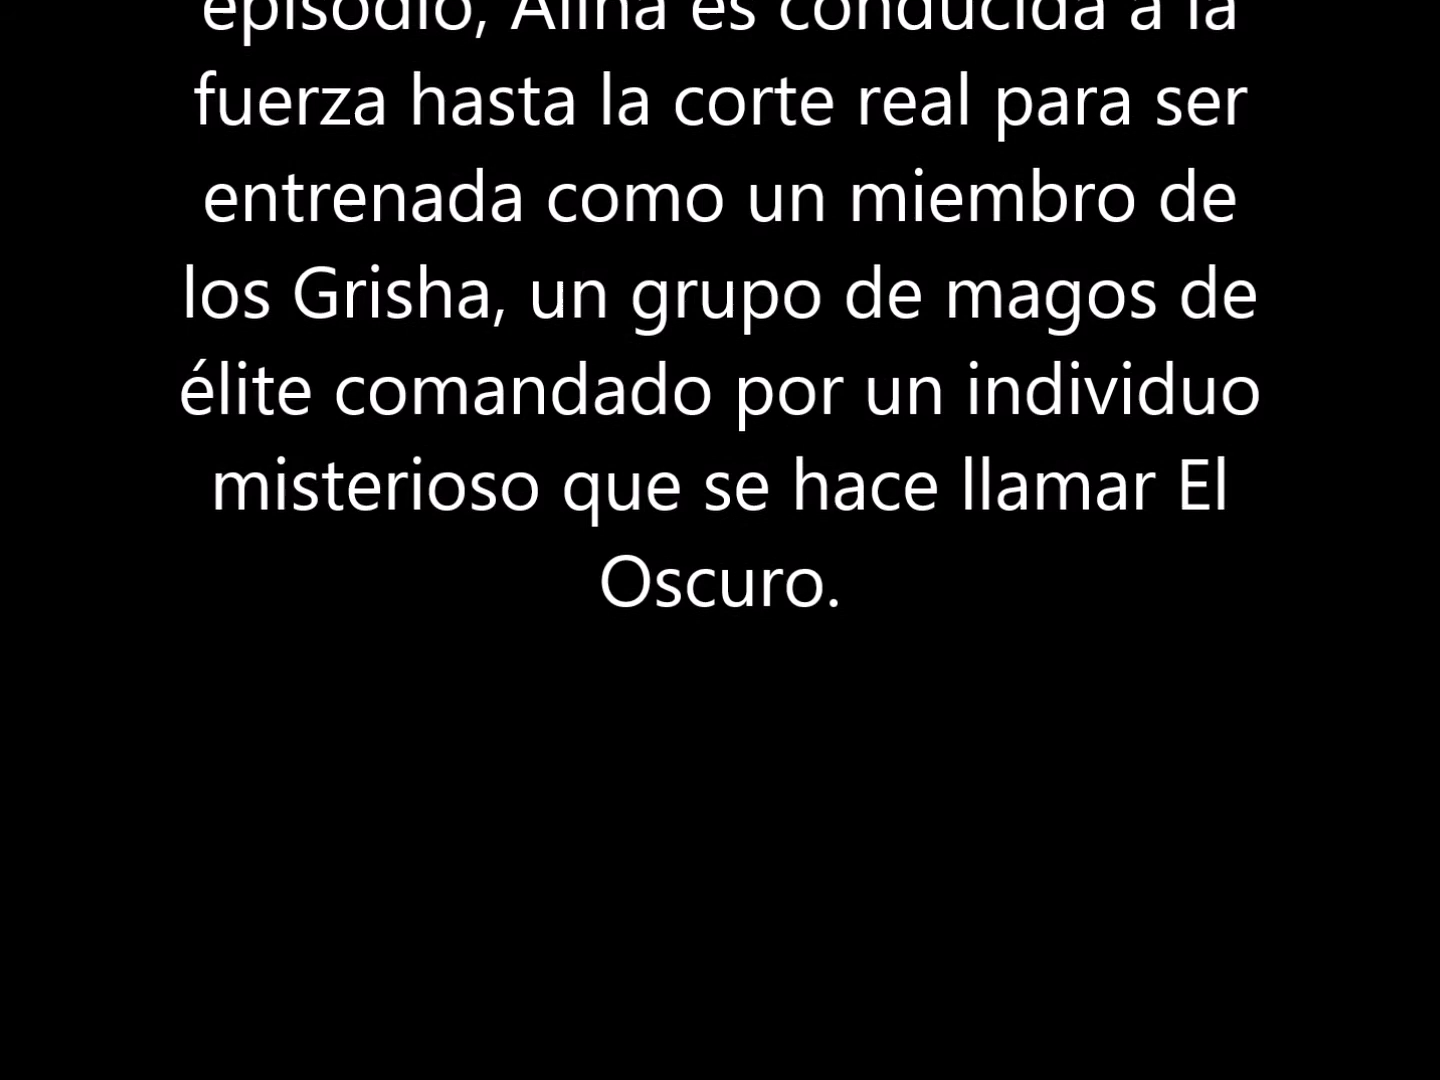 episodio, Alina es conducida a la
fuerza hasta la corte real para ser
entrenada como un miembro de
los Grisha, un grupo de magos de
élite comandado por un individuo
misterioso que se hace llamar El
Oscuro.